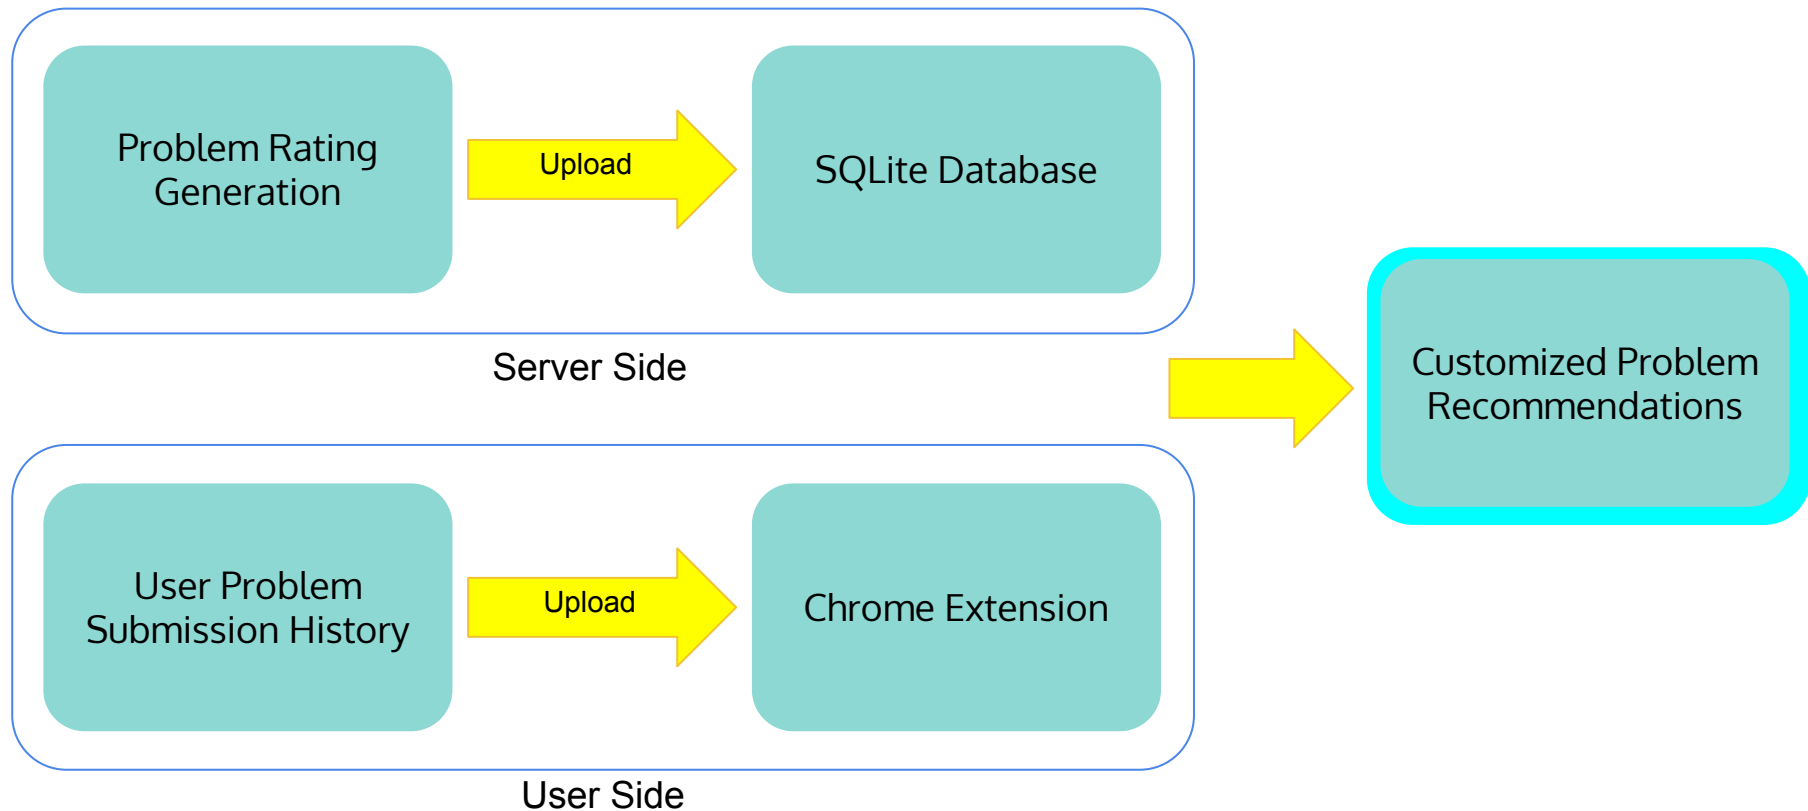 Problem Rating
Generation
Upload
SQLite Database
Server Side
Customized Problem
Recommendations
User Problem
Submission History
Upload
Chrome Extension
User Side